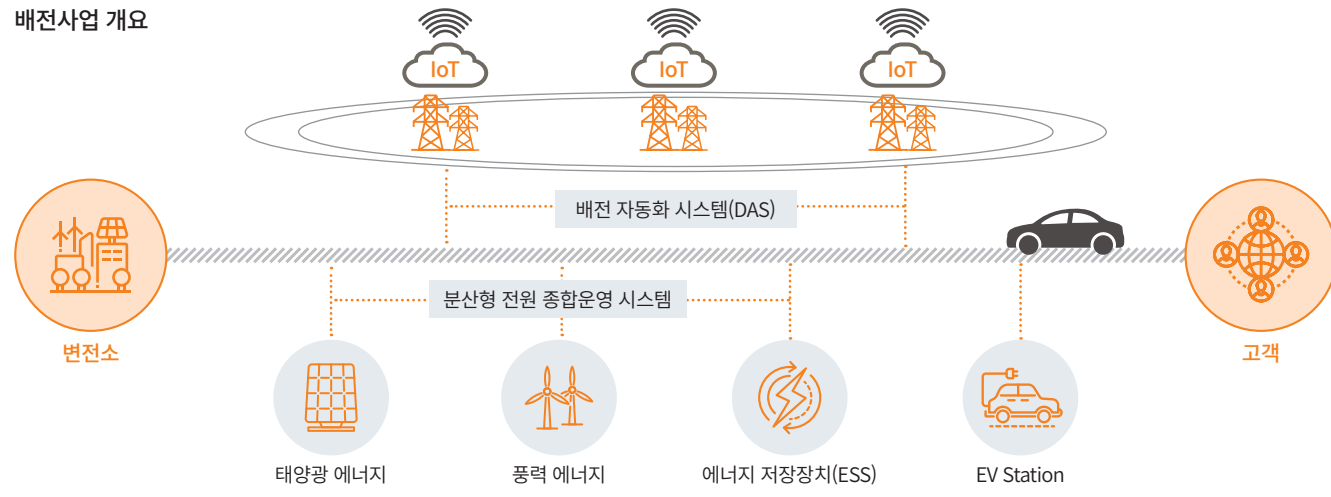 배전사업 개요
IoT
IoT
IoT
배전 자동화 시스템(DAS)
분산형 전원 종합운영 시스템
변전소
고객
태양광 에너지
풍력 에너지
에너지 저장장치(ESS)
EV Station